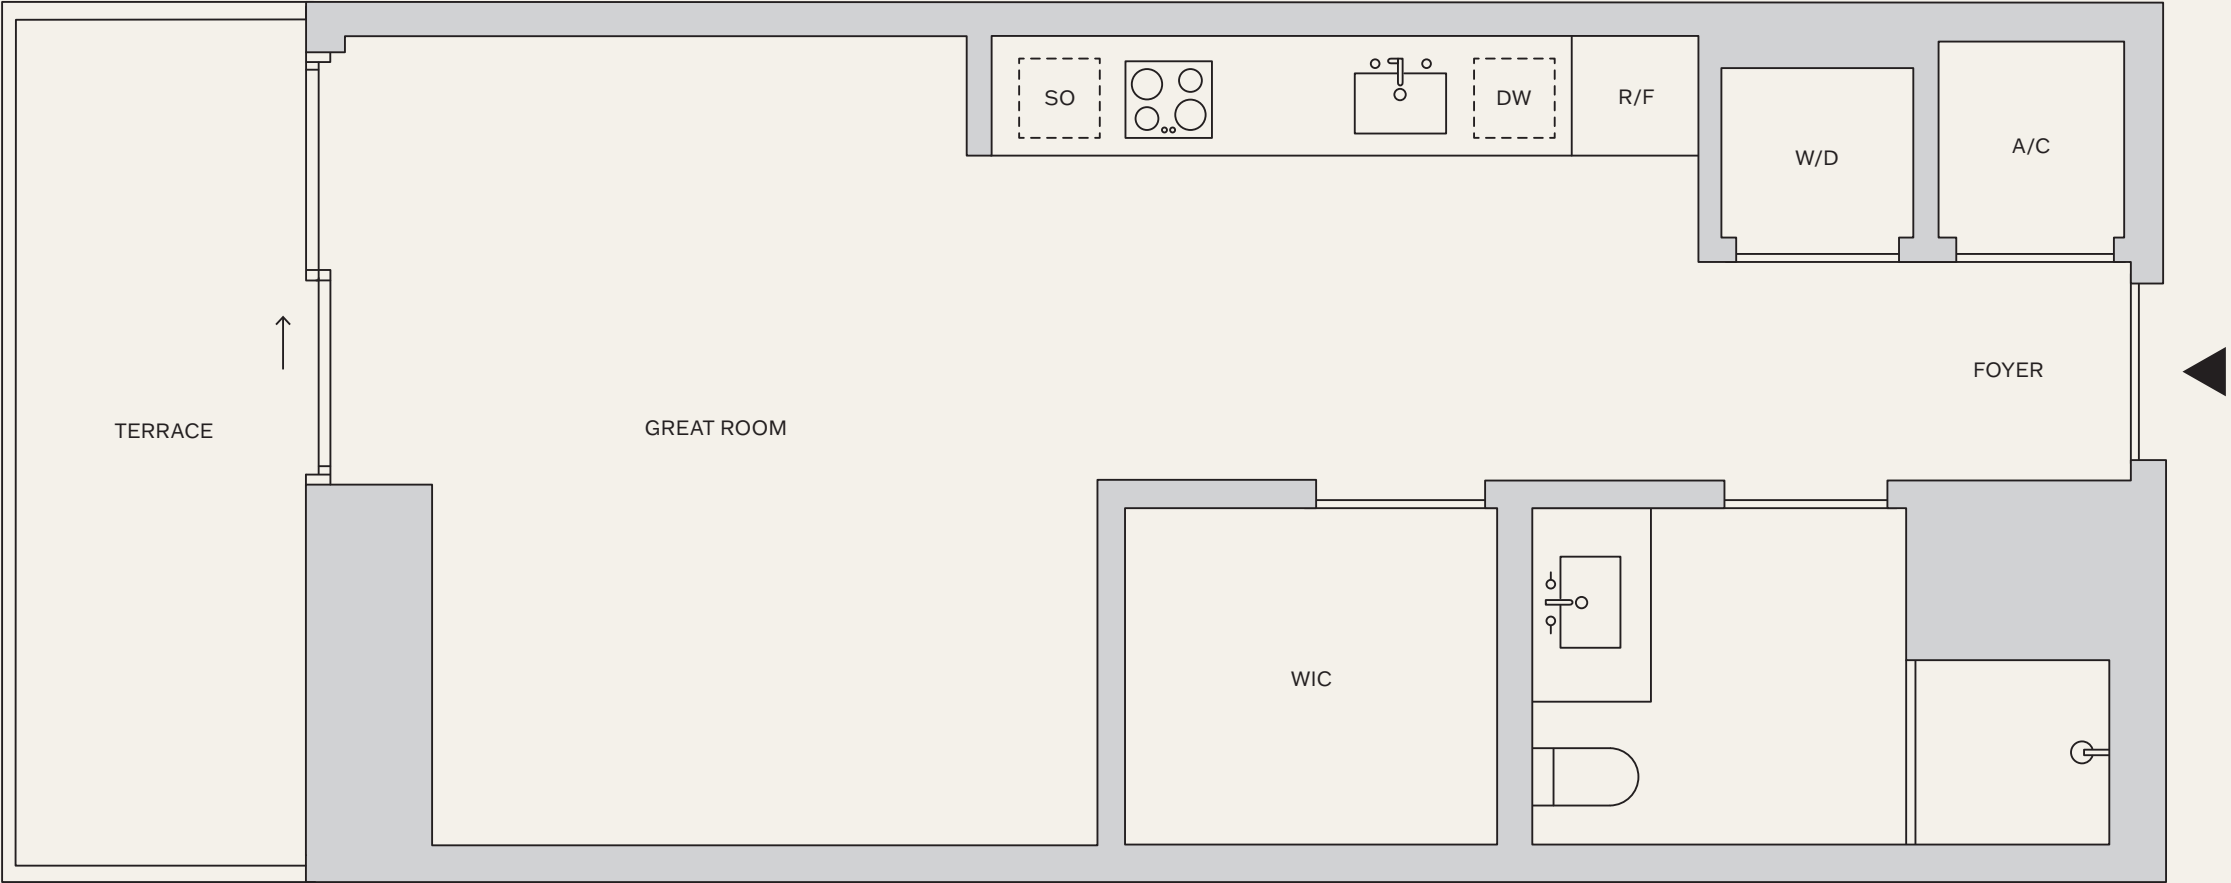 SO
DW
R/F
W/D
A/C
FOYER
TERRACE
GREAT ROOM
WIC